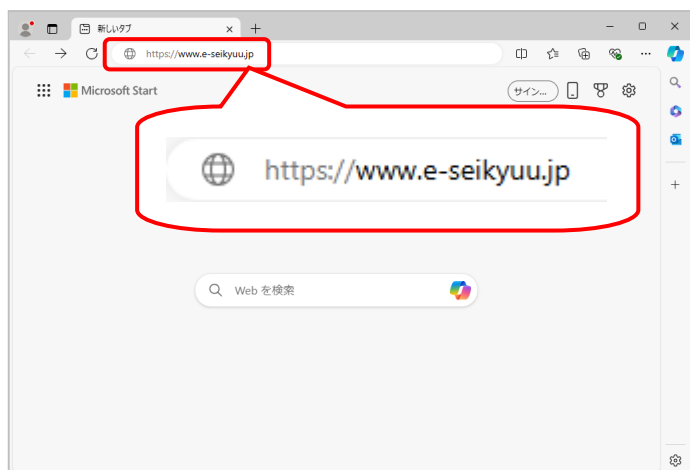 新しいタブ
https://www.e-seikyuu.jp
Microsoft Start
サイン...
https://www.e-seikyuu.jp
Web を検索